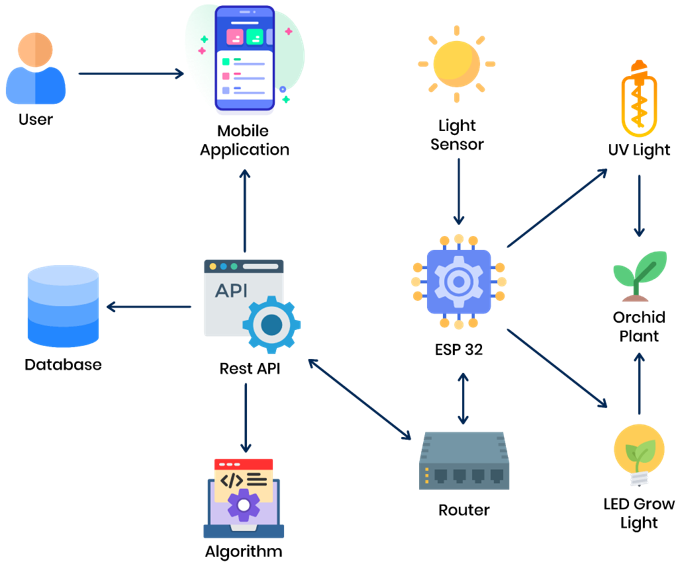 User
Mobile
Application
Light
Sensor
UV Light
API
Database
Rest API
ESP 32
Orchid
Plant
</>
Algorithm
Router
LED Grow
Light